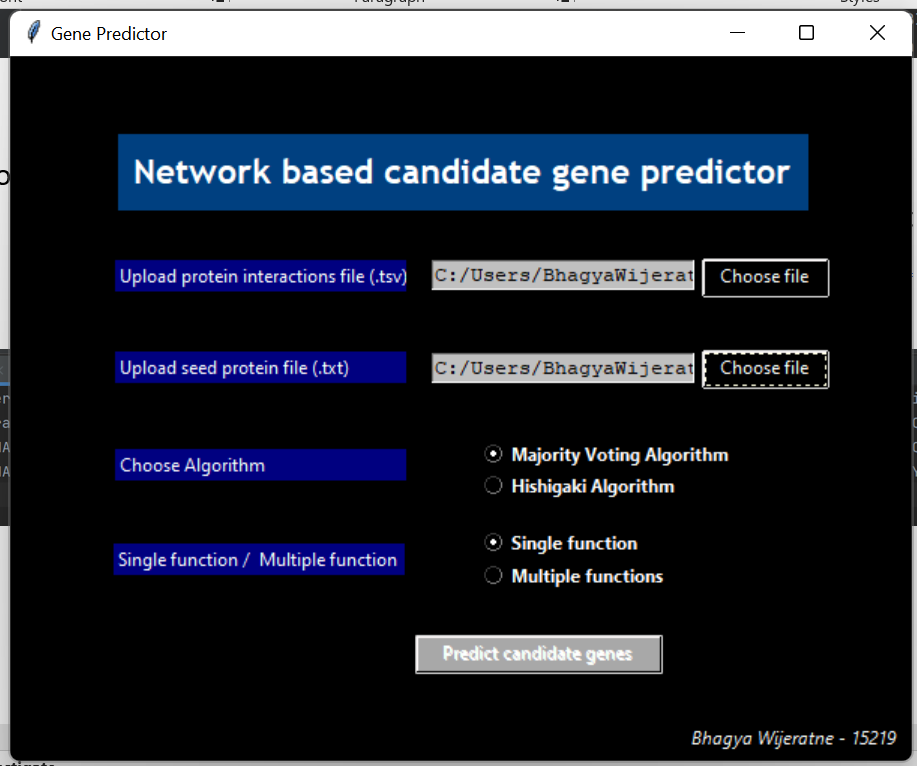 Paragraph
Styles
Gene Predictor
Network based candidate gene predictor
Upload protein interactions file (.tsv)
C:/Users/BhagyaWijerat
Choose file
Upload seed protein file (.txt)
C:/Users/BhagyaWijerat
Choose file
Choose Algorithm
Majority Voting Algorithm
Hishigaki Algorithm
Single function /  Multiple function
Single function
Multiple functions
Predict candidate genes
Bhagya Wijeratne - 15219